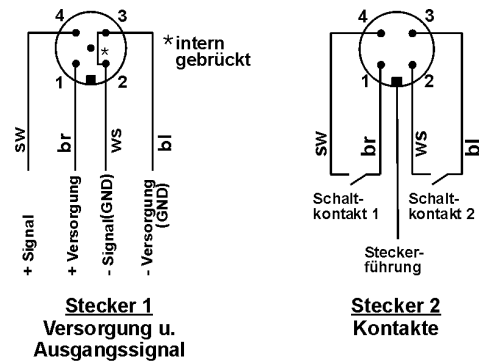 4
3
1
2
*
*intern
gebrückt
sw
br
ws
bl
+ Signal
+ Versorgung
- Signal(GND)
- Versorgung
(GND)
Stecker 1
Versorgung u.
Ausgangssignal
4
3
1
2
sw
br
ws
bl
Schalt-
kontakt 1
Schalt-
kontakt 2
Stecker-
führung
Stecker 2
Kontakte